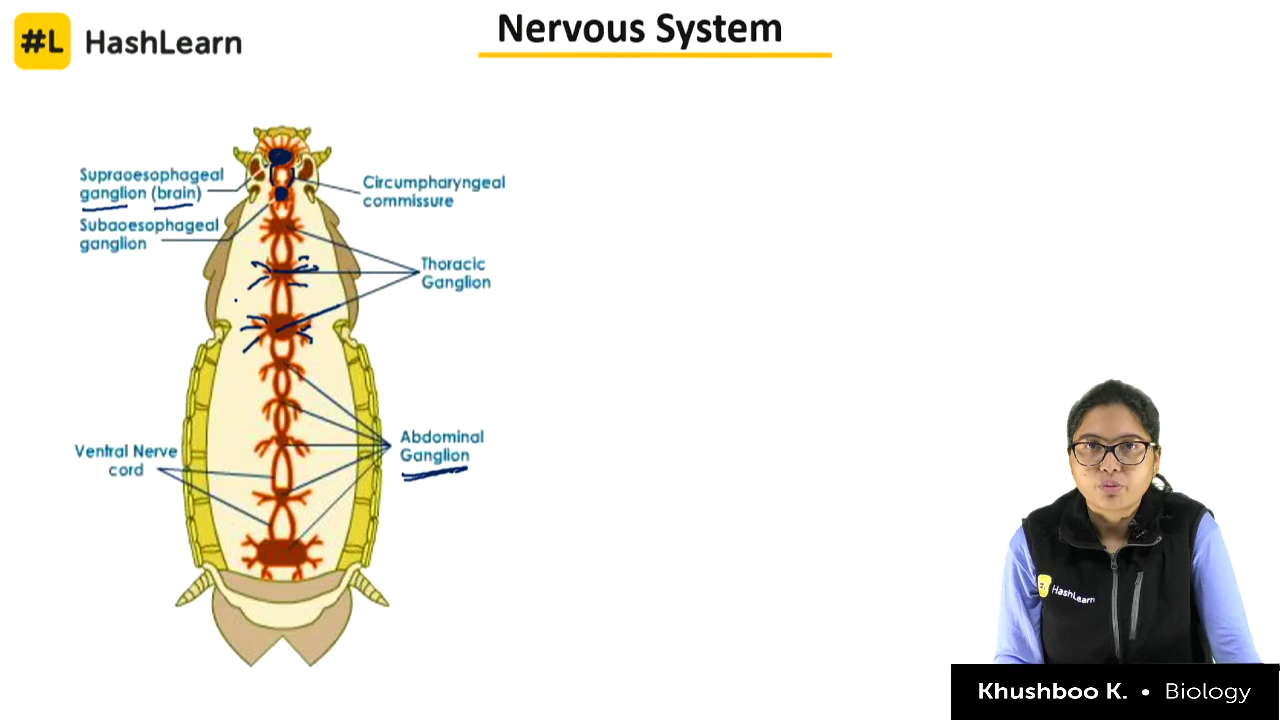 #L HashLearn
Nervous System
Supraoesophageal
ganglion (brain)
Subaoesophageal
ganglion
Circumpharyngeal
commissure
Thoracic
Ganglion
Abdominal
Ganglion
Ventral Nerve
cord
HashLearn
Khushboo K. • Biology